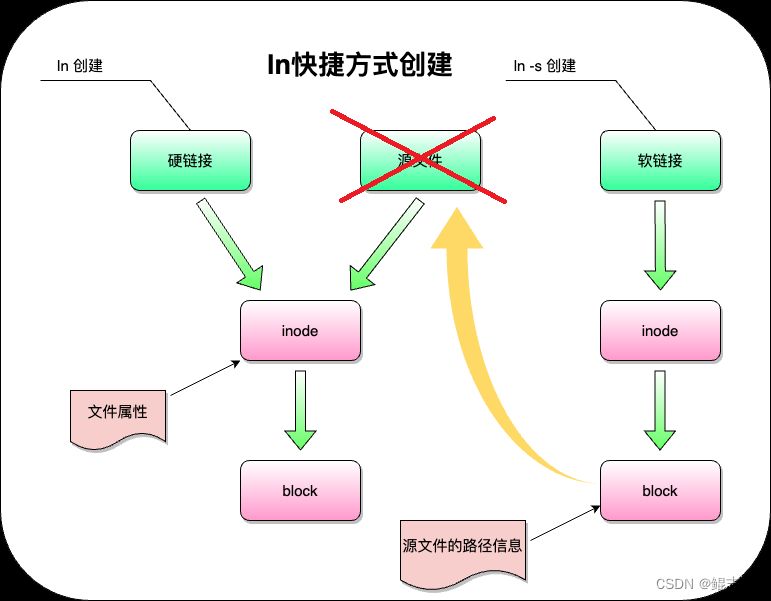 ln快捷方式创建
ln 创建
ln -s 创建
硬链接
源文件
软链接
inode
inode
文件属性
block
block
源文件的路径信息
CSDN @鲲志